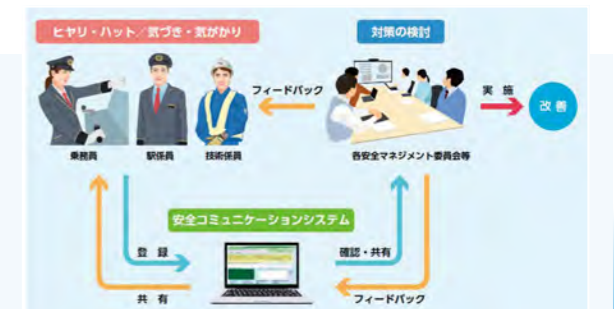 ヒヤリ・ハット／気づき・気がかり
対策の検討
フィードバック
実 施
改 善
乗務員
駅係員
技術係員
各安全マネジメント委員会等
安全コミュニケーションシステム
登 録
確認・共有
共 有
フィードバック